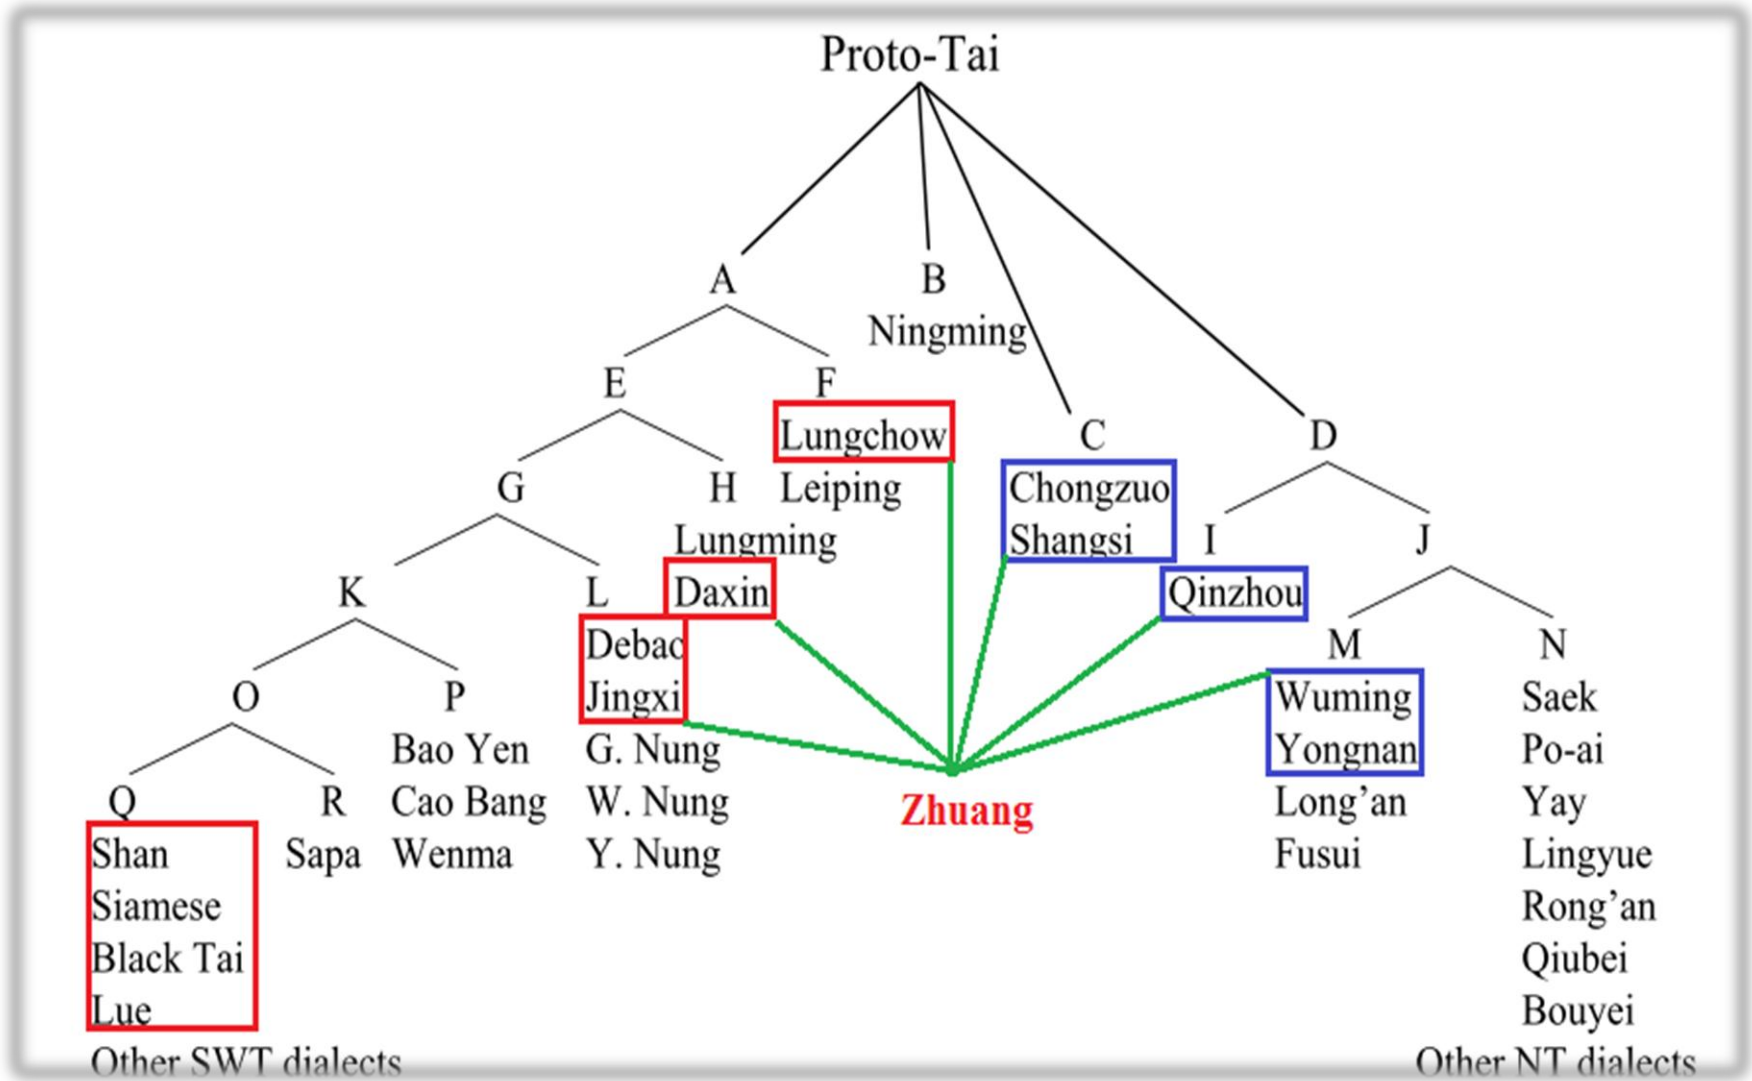 Proto-Tai
A
B
Ningming
E
F
Lungchow
C
D
G
H
Leiping
Chongzuo
Lungming
Shangsi
I
J
K
L
Daxin
Qinzhou
Debao
M
N
O
P
Jingxi
Wuming
Saek
Bao Yen
G. Nung
Yongnan
Po-ai
Q
R
Cao Bang
W. Nung
Zhuang
Long'an
Yay
Shan
Sapa
Wenma
Y. Nung
Fusui
Lingyue
Siamese
Rong'an
Black Tai
Qiubei
Lue
Bouyei
Other SWT dialects
Other NT dialects